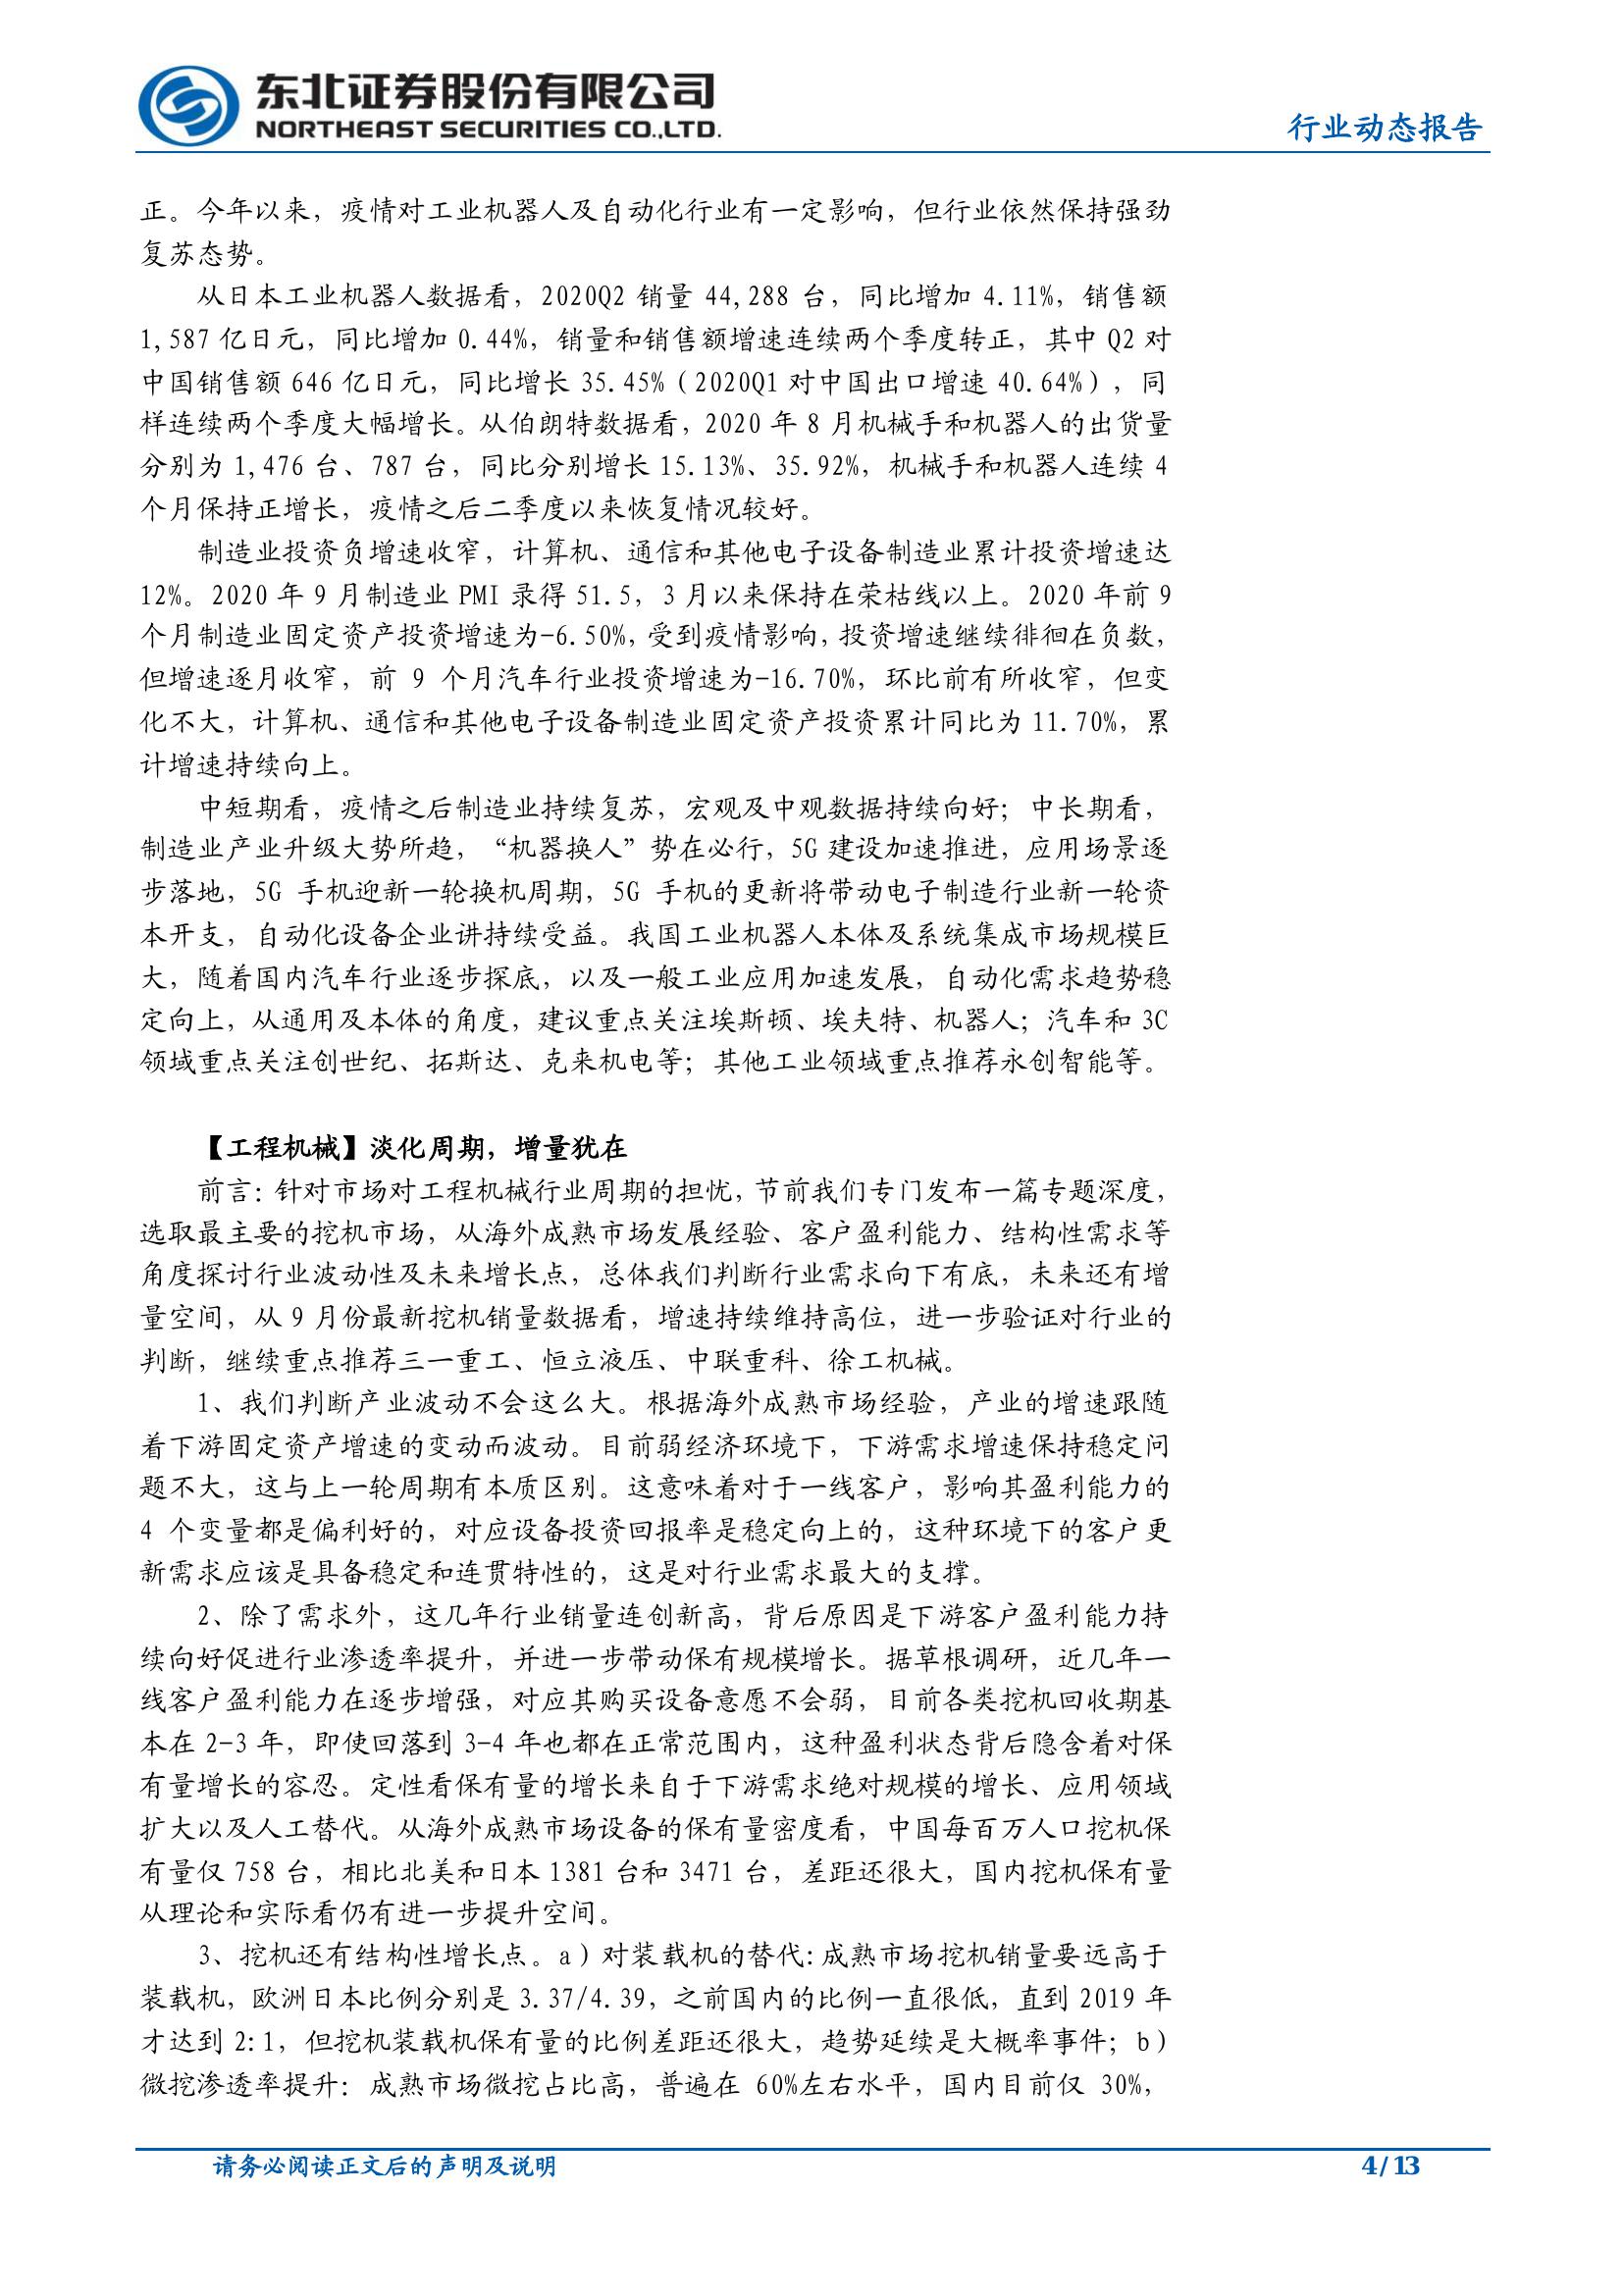 东北证券股份有限公司
NORTHEAST SECURITIES CO.,LTD.
行业动态报告
正。今年以来，疫情对工业机器人及自动化行业有一定影响，但行业依然保持强劲
复苏态势。
从日本工业机器人数据看，2020Q2 销量 44,288 台，同比增加 4.11%，销售额
1,587 亿日元，同比增加 0.44%，销量和销售额增速连续两个季度转正，其中 Q2 对
中国销售额 646 亿日元，同比增长 35.45%（2020Q1 对中国出口增速 40.64%），同
样连续两个季度大幅增长。从伯朗特数据看，2020 年 8 月机械手和机器人的出货量
分别为 1,476 台、787 台，同比分别增长 15.13%、35.92%，机械手和机器人连续 4
个月保持正增长，疫情之后二季度以来恢复情况较好。
制造业投资负增速收窄，计算机、通信和其他电子设备制造业累计投资增速达
12%。2020 年 9 月制造业 PMI 录得 51.5，3 月以来保持在荣枯线以上。2020 年前 9
个月制造业固定资产投资增速为-6.50%，受到疫情影响，投资增速继续徘徊在负数，
但增速逐月收窄，前 9 个月汽车行业投资增速为-16.70%，环比前有所收窄，但变
化不大，计算机、通信和其他电子设备制造业固定资产投资累计同比为 11.70%，累
计增速持续向上。
中短期看，疫情之后制造业持续复苏，宏观及中观数据持续向好；中长期看，
制造业产业升级大势所趋，“机器换人”势在必行，5G 建设加速推进，应用场景逐
步落地，5G 手机迎新一轮换机周期，5G 手机的更新将带动电子制造行业新一轮资
本开支，自动化设备企业讲持续受益。我国工业机器人本体及系统集成市场规模巨
大，随着国内汽车行业逐步探底，以及一般工业应用加速发展，自动化需求趋势稳
定向上，从通用及本体的角度，建议重点关注埃斯顿、埃夫特、机器人；汽车和 3C
领域重点关注创世纪、拓斯达、克来机电等；其他工业领域重点推荐永创智能等。
【工程机械】淡化周期，增量犹在
前言：针对市场对工程机械行业周期的担忧，节前我们专门发布一篇专题深度，
选取最主要的挖机市场，从海外成熟市场发展经验、客户盈利能力、结构性需求等
角度探讨行业波动性及未来增长点，总体我们判断行业需求向下有底，未来还有增
量空间，从 9 月份最新挖机销量数据看，增速持续维持高位，进一步验证对行业的
判断，继续重点推荐三一重工、恒立液压、中联重科、徐工机械。
1、我们判断产业波动不会这么大。根据海外成熟市场经验，产业的增速跟随
着下游固定资产增速的变动而波动。目前弱经济环境下，下游需求增速保持稳定问
题不大，这与上一轮周期有本质区别。这意味着对于一线客户，影响其盈利能力的
4 个变量都是偏利好的，对应设备投资回报率是稳定向上的，这种环境下的客户更
新需求应该是具备稳定和连贯特性的，这是对行业需求最大的支撑。
2、除了需求外，这几年行业销量连创新高，背后原因是下游客户盈利能力持
续向好促进行业渗透率提升，并进一步带动保有规模增长。据草根调研，近几年一
线客户盈利能力在逐步增强，对应其购买设备意愿不会弱，目前各类挖机回收期基
本在 2-3 年，即使回落到 3-4 年也都在正常范围内，这种盈利状态背后隐含着对保
有量增长的容忍。定性看保有量的增长来自于下游需求绝对规模的增长、应用领域
扩大以及人工替代。从海外成熟市场设备的保有量密度看，中国每百万人口挖机保
有量仅 758 台，相比北美和日本 1381 台和 3471 台，差距还很大，国内挖机保有量
从理论和实际看仍有进一步提升空间。
3、挖机还有结构性增长点。a）对装载机的替代：成熟市场挖机销量要远高于
装载机，欧洲日本比例分别是 3.37/4.39，之前国内的比例一直很低，直到 2019 年
才达到 2:1，但挖机装载机保有量的比例差距还很大，趋势延续是大概率事件；b）
微挖渗透率提升：成熟市场微挖占比高，普遍在 60%左右水平，国内目前仅 30%，
请务必阅读正文后的声明及说明
4/13